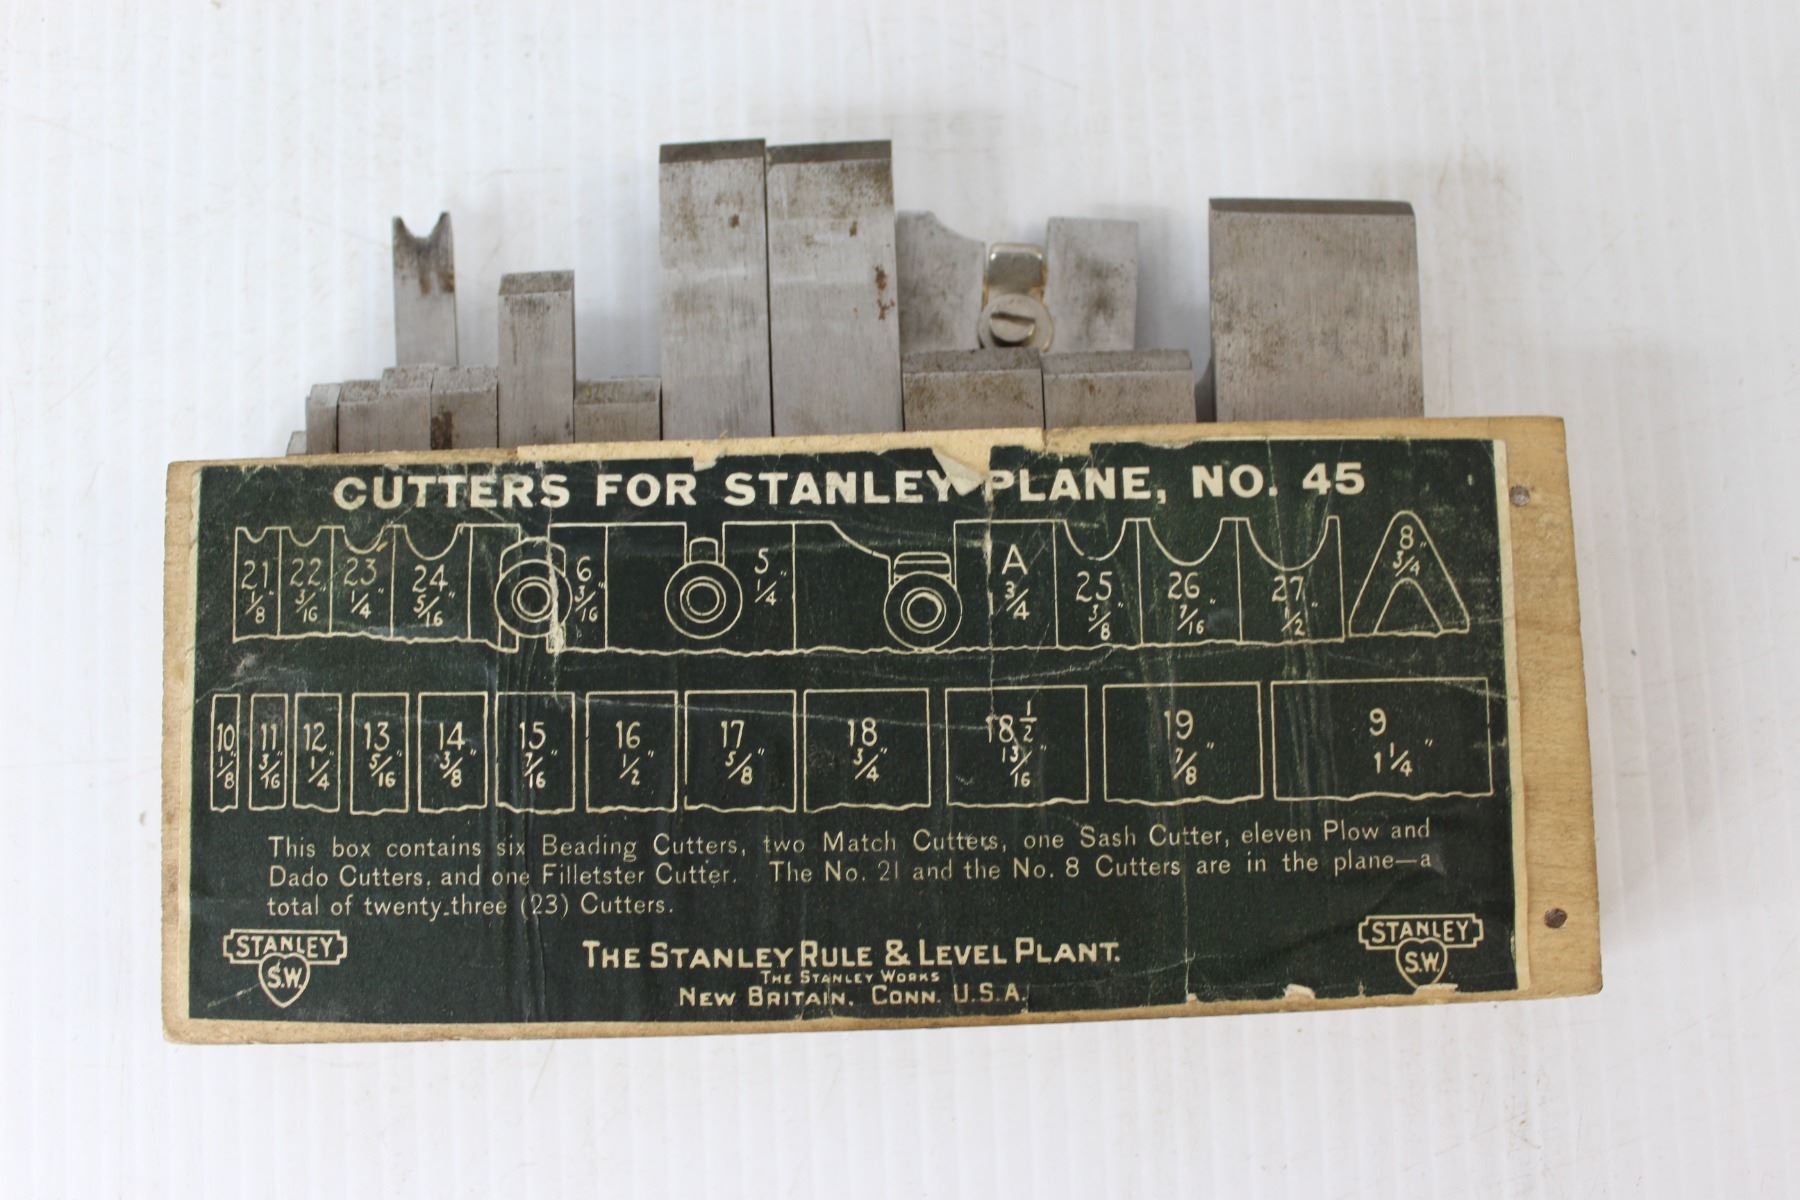 CUTTERS FOR STANLEY PLANE, NO. 45
21 22 23 24 6 5 A 25 26 27 8
1/8" 3/16" 1/4" 5/16" 3/16" 1/4" 3/4" 3/8" 7/16" 1/2" 3/4"
10 11 12 13 14 15 16 17 18 18 1/2 19 9
1/8" 3/16" 1/4" 5/16" 3/8" 7/16" 1/2" 5/8" 3/4" 13/16" 7/8" 1 1/4"
This box contains six Beading Cutters, two Match Cutters, one Sash Cutter, eleven Plow and
Dado Cutters, and one Filletster Cutter. The No. 21 and the No. 8 Cutters are in the plane—a
total of twenty-three (23) Cutters.
STANLEY
S.W.
THE STANLEY RULE & LEVEL PLANT.
THE STANLEY WORKS
NEW BRITAIN, CONN. U.S.A.
STANLEY
S.W.